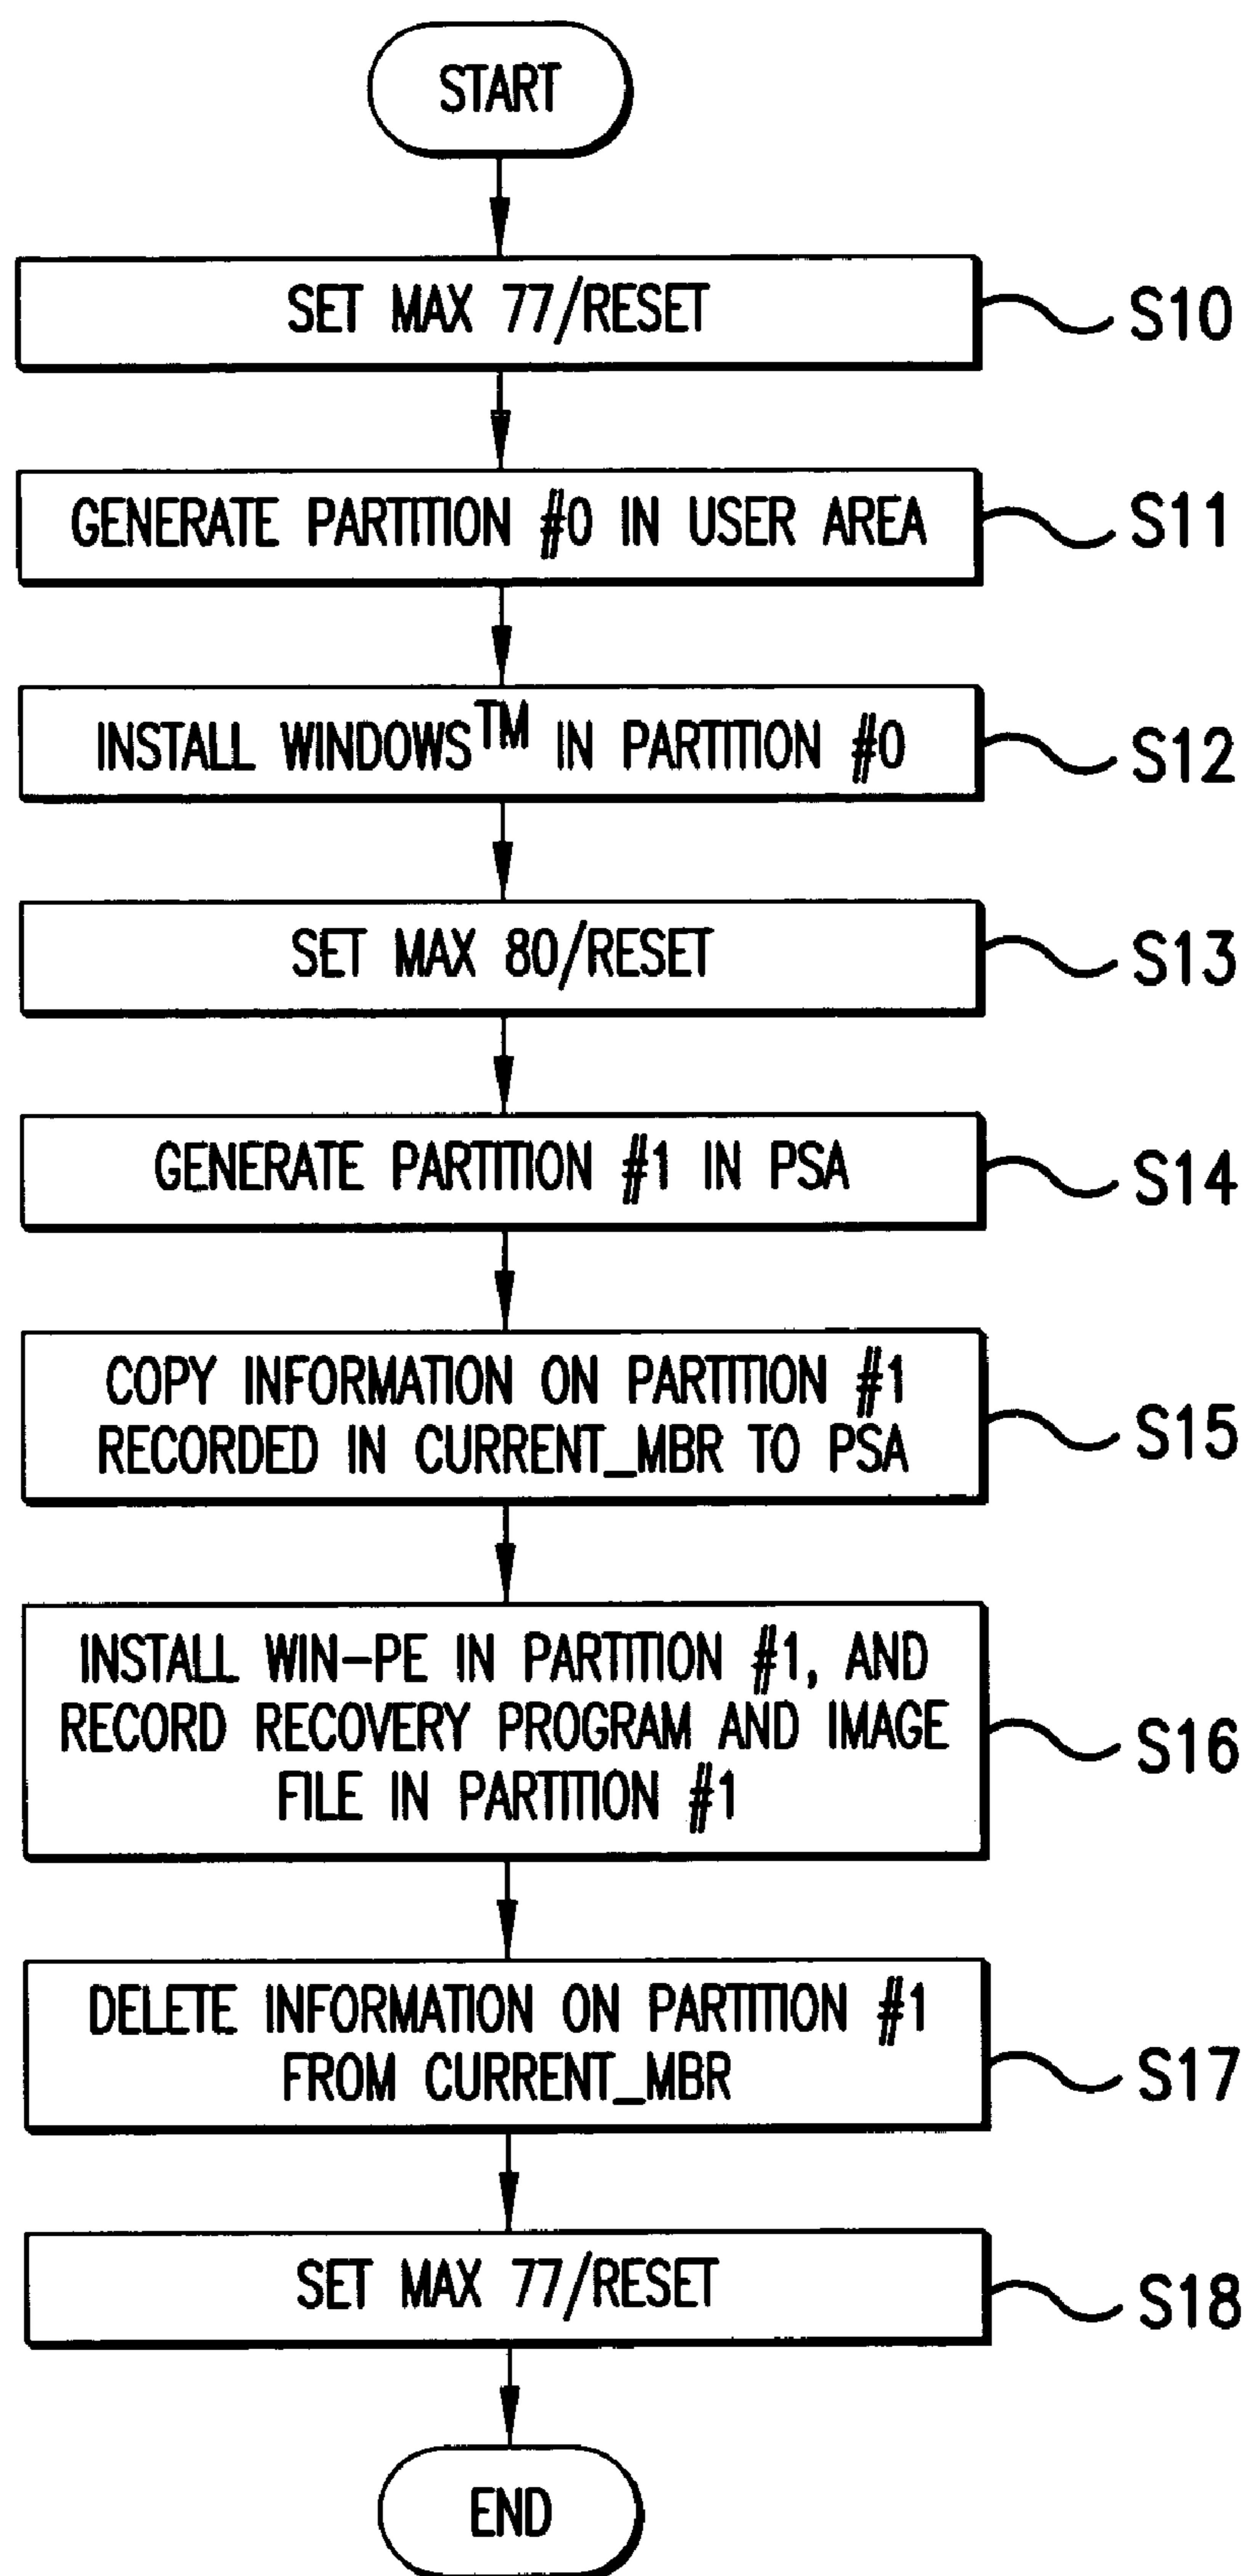 START
SET MAX 77/RESET
S10
GENERATE PARTITION #0 IN USER AREA
S11
INSTALL WINDOWS™ IN PARTITION #0
S12
SET MAX 80/RESET
S13
GENERATE PARTITION #1 IN PSA
S14
COPY INFORMATION ON PARTITION #1
RECORDED IN CURRENT_MBR TO PSA
S15
INSTALL WIN-PE IN PARTITION #1, AND
RECORD RECOVERY PROGRAM AND IMAGE
FILE IN PARTITION #1
S16
DELETE INFORMATION ON PARTITION #1
FROM CURRENT_MBR
S17
SET MAX 77/RESET
S18
END